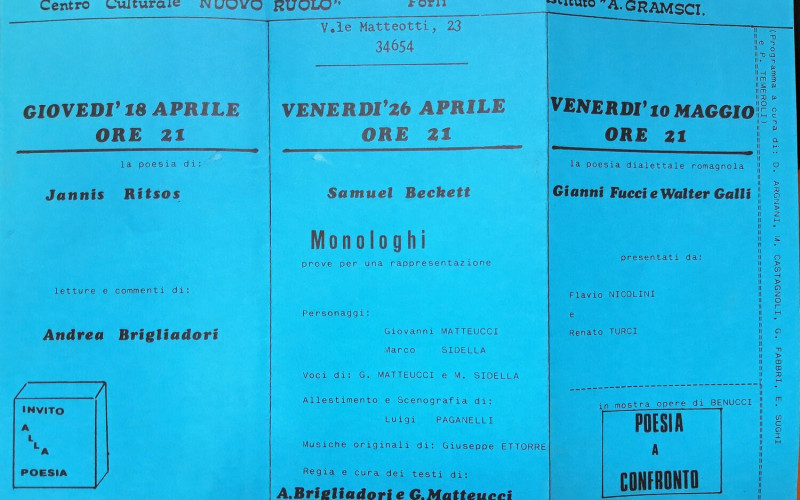 Centro Culturale "NUOVO RUOLO". Forlì
Istituto "A.GRAMSCI.
V.le Matteotti, 23
34654
GIOVEDI' 18 APRILE
ORE 21
la poesia di:
Jannis Ritsos
letture e commenti di:
Andrea Brigliadori
INVITO
ALLA
POESIA
VENERDI' 26 APRILE
ORE 21
Samuel Beckett
Monologhi
prove per una rappresentazione
Personaggi:
Giovanni MATTEUCCI
Marco SIDELLA
Voci di: G. MATTEUCCI e M. SIDELLA
Allestimento e Scenografia di:
Luigi PAGANELLI
Musiche originali di: Giuseppe ETTORRE
Regia e cura dei testi di:
A.Brigliadori e G.Matteucci
VENERDI' 10 MAGGIO
ORE 21
la poesia dialettale romagnola
Gianni Fucci e Walter Galli
presentati da:
Flavio NICOLINI
e
Renato TURCI
in mostra opere di BENUCCI
POESIA
A
CONFRONTO
(Programma a cura di: D. ARGNANI, M. CASTAGNOLI, G. FABBRI, E. SUGHI
e P. TEMEROLI)